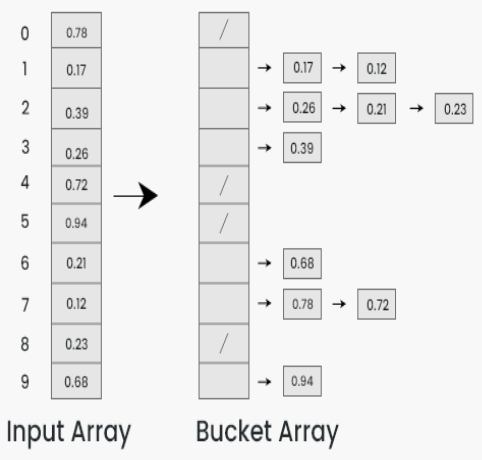 0 0.78 /
1 0.17 → 0.17 → 0.12
2 0.39 → 0.26 → 0.21 → 0.23
3 0.26 → 0.39
4 0.72 /
5 0.94 /
6 0.21 → 0.68
7 0.12 → 0.78 → 0.72
8 0.23 /
9 0.68 → 0.94
Input Array Bucket Array